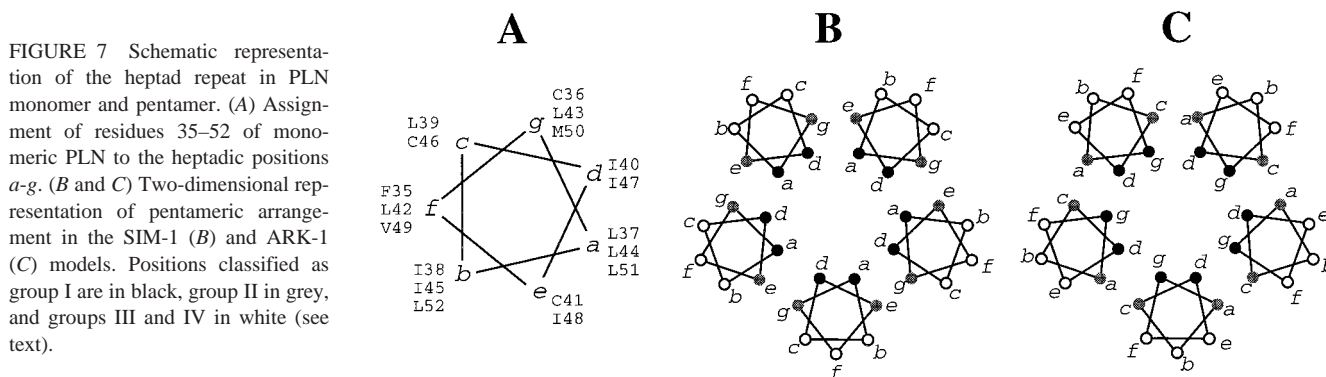 FIGURE 7 Schematic representa-
tion of the heptad repeat in PLN
monomer and pentamer. (A) Assign-
ment of residues 35–52 of mono-
meric PLN to the heptadic positions
a-g. (B and C) Two-dimensional rep-
resentation of pentameric arrange-
ment in the SIM-1 (B) and ARK-1
(C) models. Positions classified as
group I are in black, group II in grey,
and groups III and IV in white (see
text).
A
C36
L43
M50
g
L39
C46
c
I40
I47
d
F35
L42
V49
f
L37
L44
L51
a
I38
I45
L52
b
C41
I48
e
B
f c
b g
e d
a
b f
e c
a g
d
g d
c a
f e
b
e
a b
d f
g c
d a
g e
c b
f
C
f
b c
e g
a d
e b
a f
d c
g
c g
f d
b a
e
a
d e
g b
c f
g d
c a
f e
b